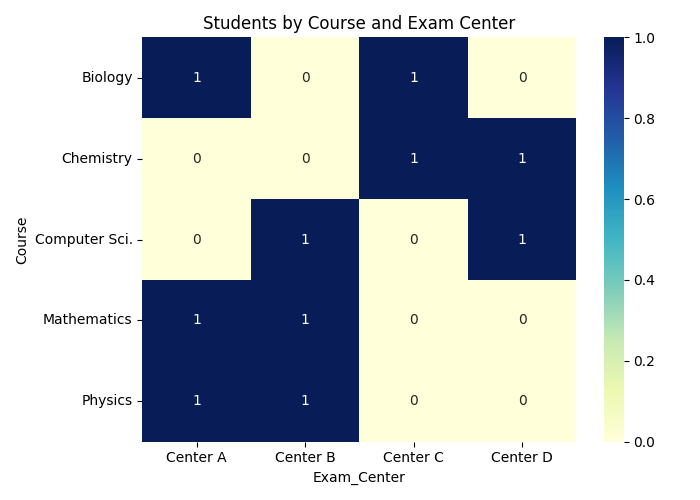 Students by Course and Exam Center
Course
Biology 1 0 1 0
Chemistry 0 0 1 1
Computer Sci. 0 1 0 1
Mathematics 1 1 0 0
Physics 1 1 0 0
Center A Center B Center C Center D
Exam_Center
1.0
0.8
0.6
0.4
0.2
0.0